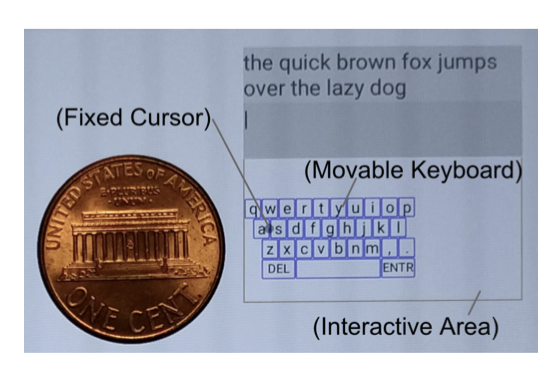 the quick brown fox jumps
over the lazy dog
(Fixed Cursor)
(Movable Keyboard)
UNITED STATES OF AMERICA
E·PLURIBUS
·UNUM·
ONE CENT
q w e r t y u i o p
a s d f g h j k l
z x c v b n m , .
DEL ENTR
(Interactive Area)